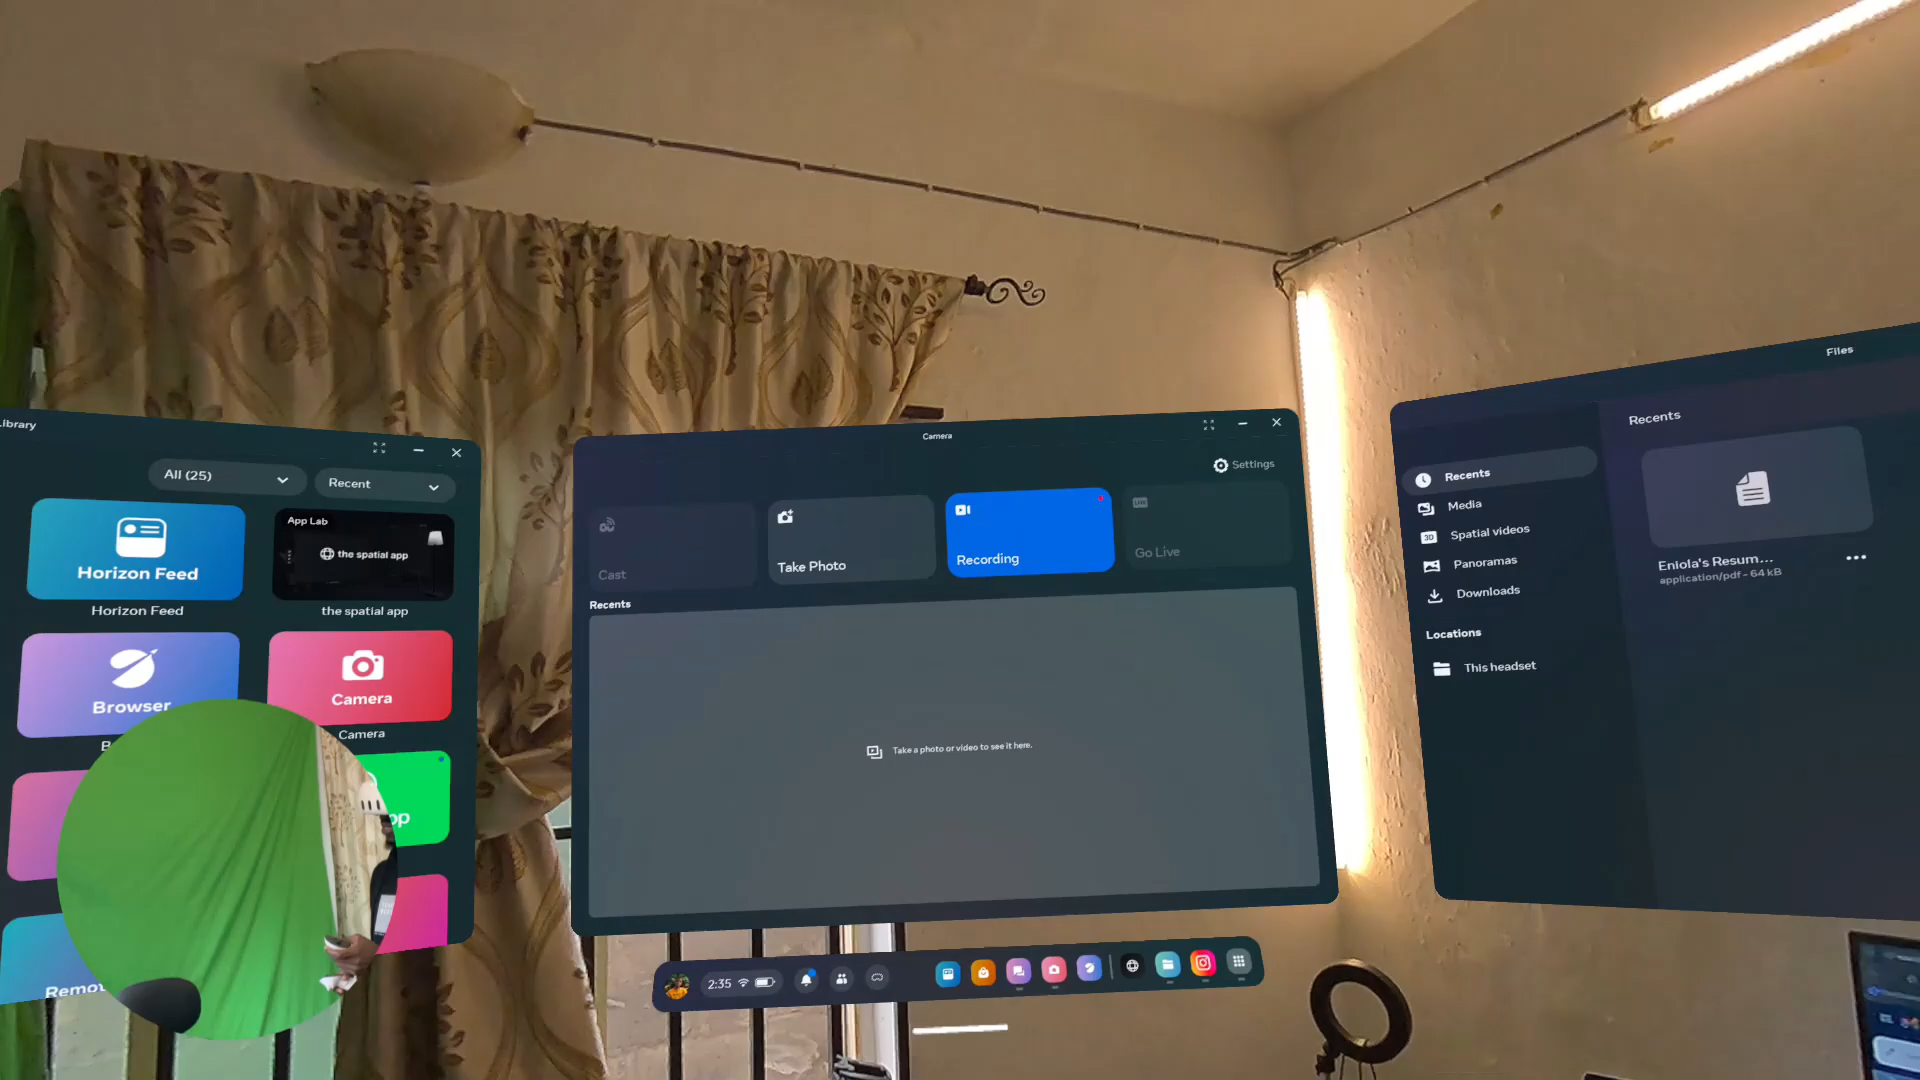 Library
All (25)
Recent
Horizon Feed
Horizon Feed
App Lab
the spatial app
the spatial app
Browser
Camera
Camera
Camera
Settings
Cast
Take Photo
Recording
LIVE
Go Live
Recents
Take a photo or video to see it here.
2:35
Files
Recents
Recents
Media
3D
Spatial videos
Panoramas
Downloads
Locations
This headset
Eniola's Resum...
application/pdf - 64 kB